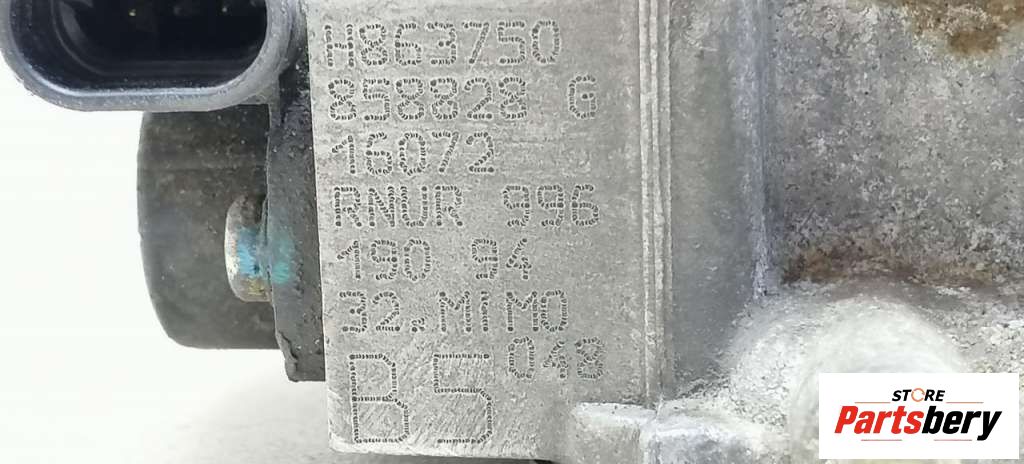 H863750
858828 G
16072
RNUR 996
190 94
32.MIMO
048
B5
STORE
Partsbery